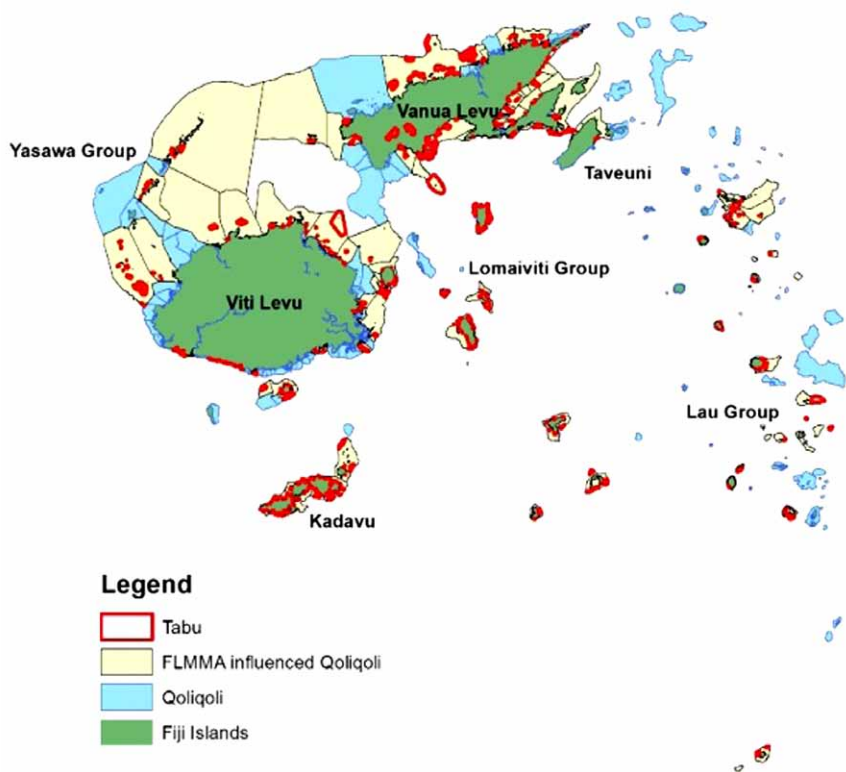 Vanua Levu
Yasawa Group
Taveuni
Lomaiviti Group
Viti Levu
Lau Group
Kadavu
Legend
Tabu
FLMMA influenced Qoliqoli
Qoliqoli
Fiji Islands